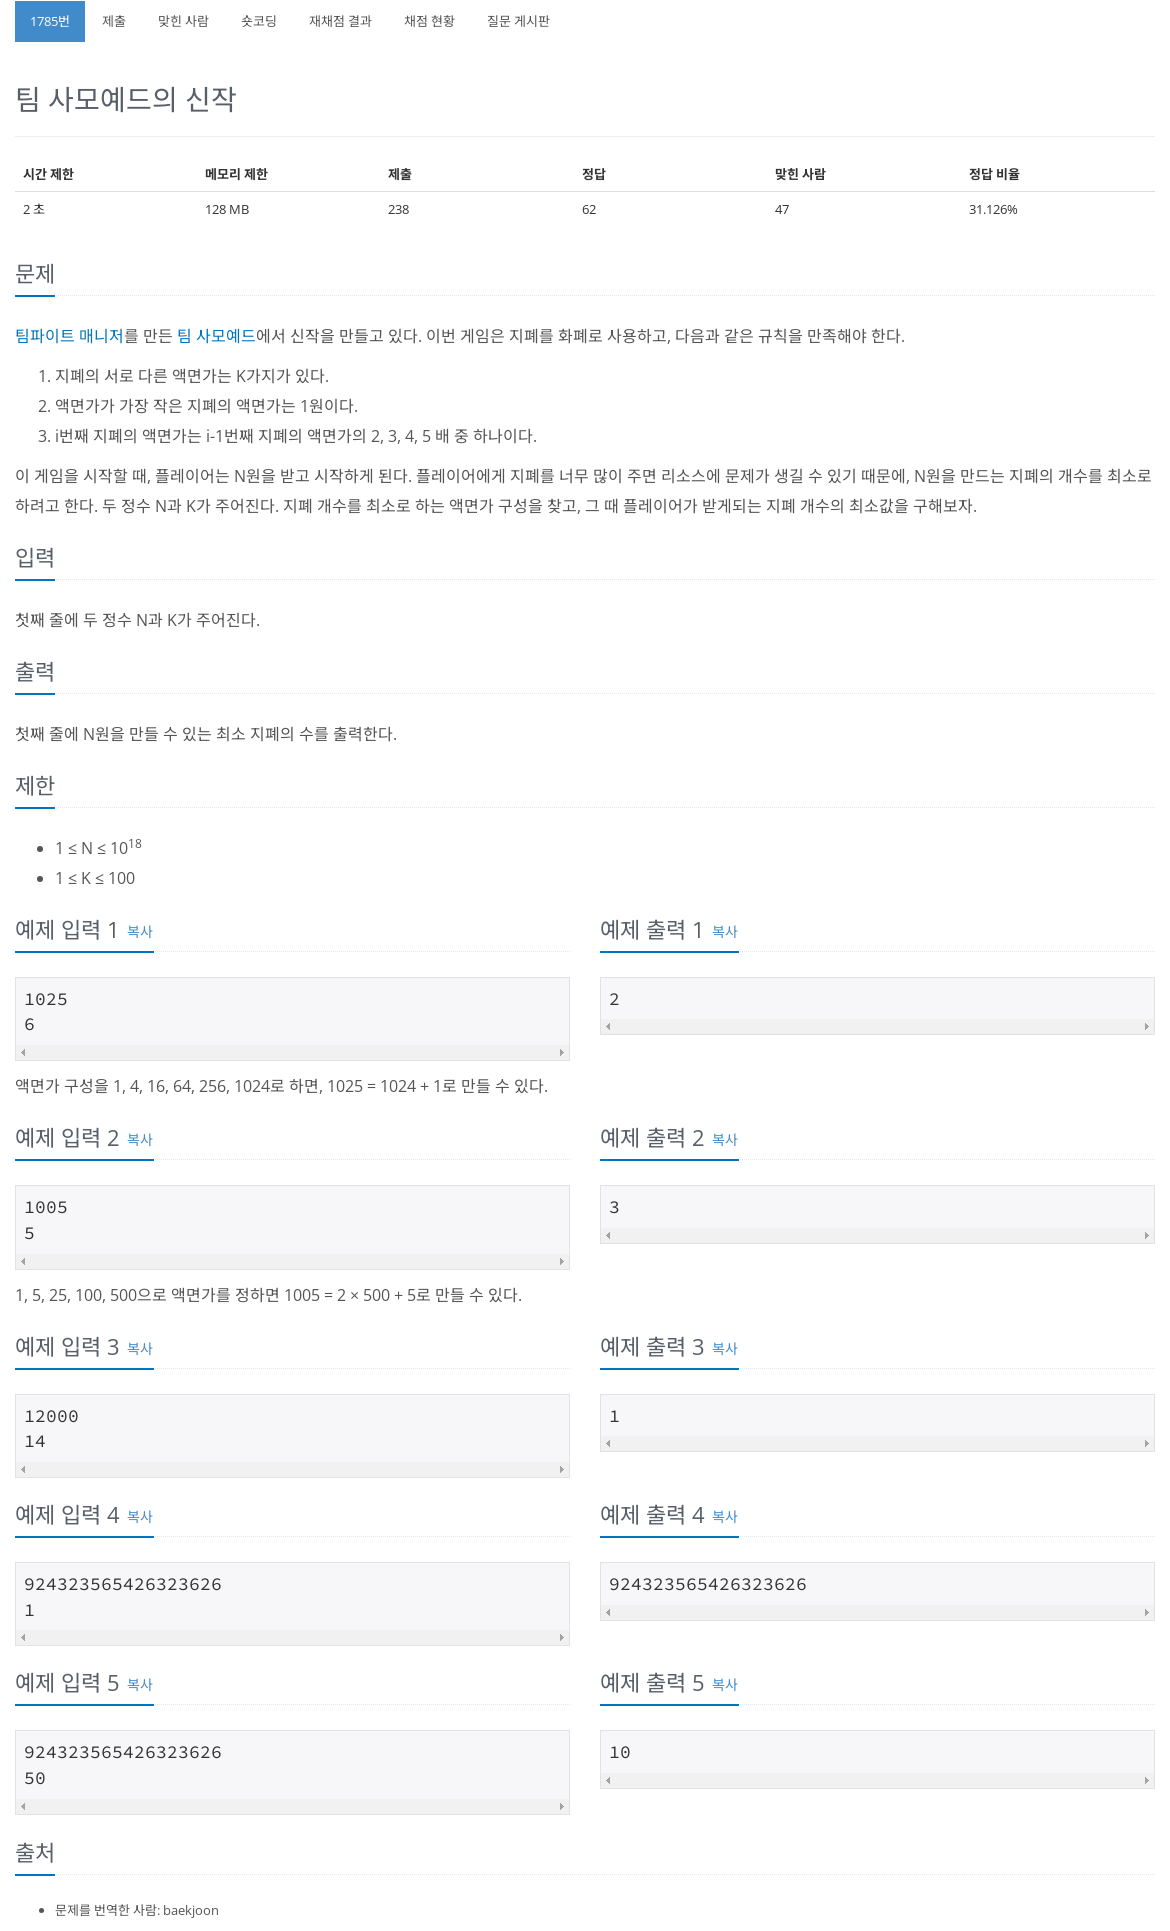 1785번 제출 맞힌 사람 숏코딩 재채점 결과 채점 현황 질문 게시판
팀 사모예드의 신작
시간 제한 메모리 제한 제출 정답 맞힌 사람 정답 비율
2 초 128 MB 238 62 47 31.126%
문제
팀파이트 매니저를 만든 팀 사모예드에서 신작을 만들고 있다. 이번 게임은 지폐를 화폐로 사용하고, 다음과 같은 규칙을 만족해야 한다.
1. 지폐의 서로 다른 액면가는 K가지가 있다.
2. 액면가가 가장 작은 지폐의 액면가는 1원이다.
3. i번째 지폐의 액면가는 i-1번째 지폐의 액면가의 2, 3, 4, 5 배 중 하나이다.
이 게임을 시작할 때, 플레이어는 N원을 받고 시작하게 된다. 플레이어에게 지폐를 너무 많이 주면 리소스에 문제가 생길 수 있기 때문에, N원을 만드는 지폐의 개수를 최소로
하려고 한다. 두 정수 N과 K가 주어진다. 지폐 개수를 최소로 하는 액면가 구성을 찾고, 그 때 플레이어가 받게되는 지폐 개수의 최소값을 구해보자.
입력
첫째 줄에 두 정수 N과 K가 주어진다.
출력
첫째 줄에 N원을 만들 수 있는 최소 지폐의 수를 출력한다.
제한
• 1 ≤ N ≤ 10^18
• 1 ≤ K ≤ 100
예제 입력 1 복사
1025
6
예제 출력 1 복사
2
액면가 구성을 1, 4, 16, 64, 256, 1024로 하면, 1025 = 1024 + 1로 만들 수 있다.
예제 입력 2 복사
1005
5
예제 출력 2 복사
3
1, 5, 25, 100, 500으로 액면가를 정하면 1005 = 2 × 500 + 5로 만들 수 있다.
예제 입력 3 복사
12000
14
예제 출력 3 복사
1
예제 입력 4 복사
924323565426323626
1
예제 출력 4 복사
924323565426323626
예제 입력 5 복사
924323565426323626
50
예제 출력 5 복사
10
출처
• 문제를 번역한 사람: baekjoon